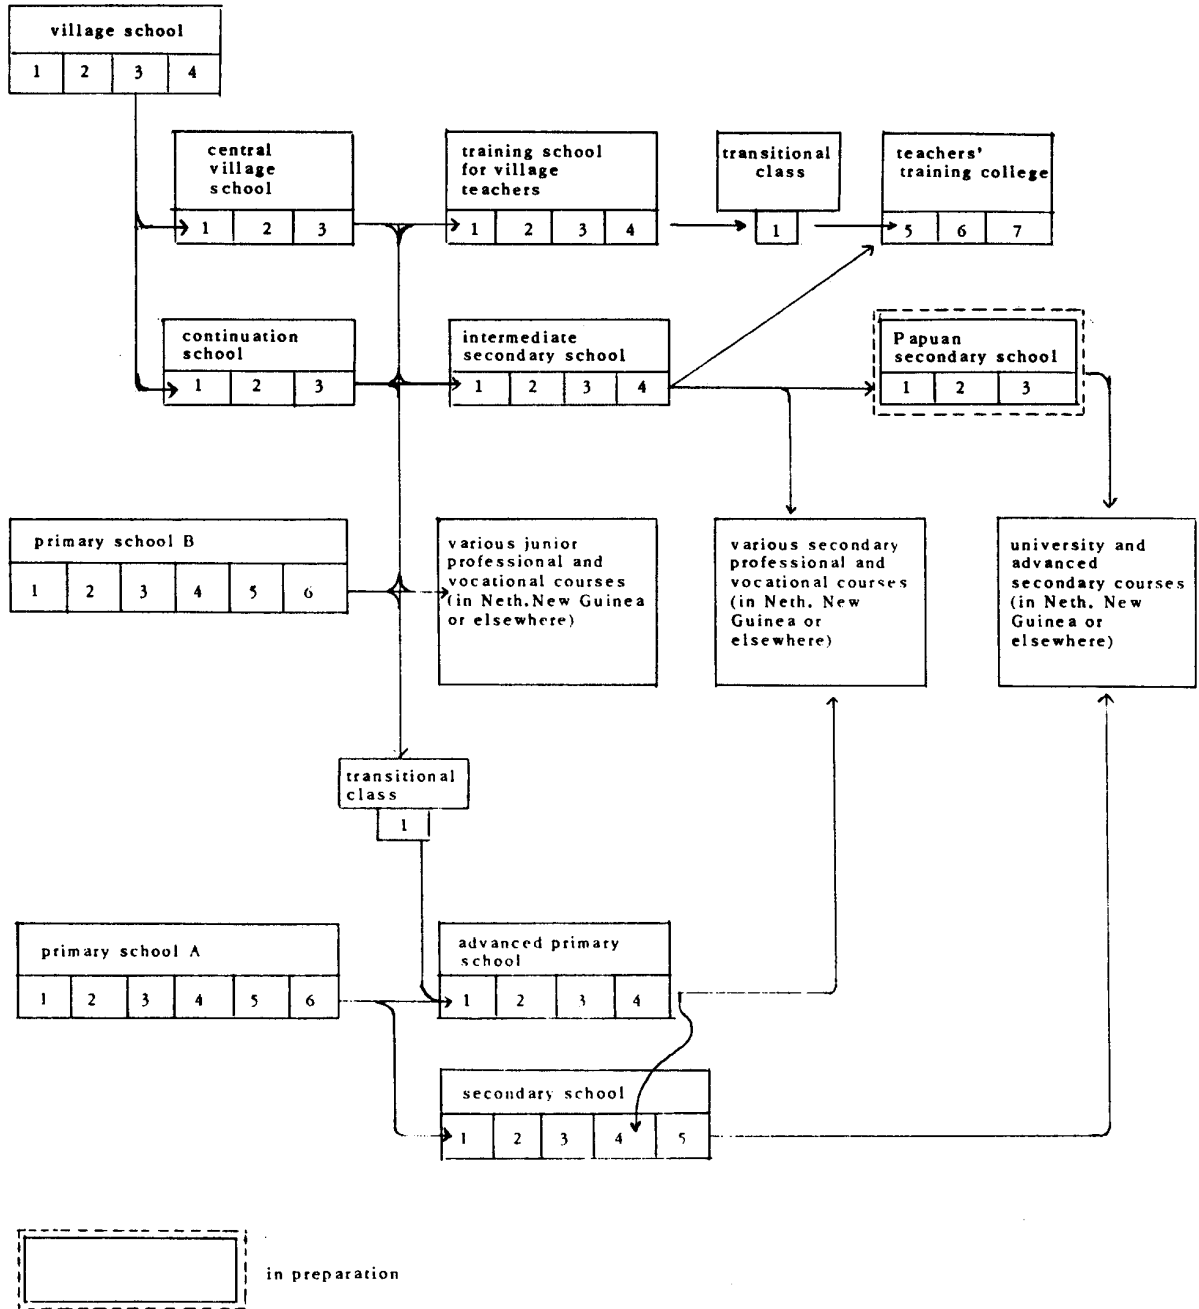 village school
1 2 3 4
central
village
school
1 2 3
training school
for village
teachers
1 2 3 4
transitional
class
1
teachers'
training college
5 6 7
continuation
school
1 2 3
intermediate
secondary school
1 2 3 4
Papuan
secondary school
1 2 3
primary school B
1 2 3 4 5 6
various junior
professional and
vocational courses
(in Neth.New Guinea
or elsewhere)
various secondary
professional and
vocational courses
(in Neth. New
Guinea or
elsewhere)
university and
advanced
secondary courses
(in Neth. New
Guinea or
elsewhere)
transitional
class
1
primary school A
1 2 3 4 5 6
advanced primary
school
1 2 3 4
secondary school
1 2 3 4 5
in preparation